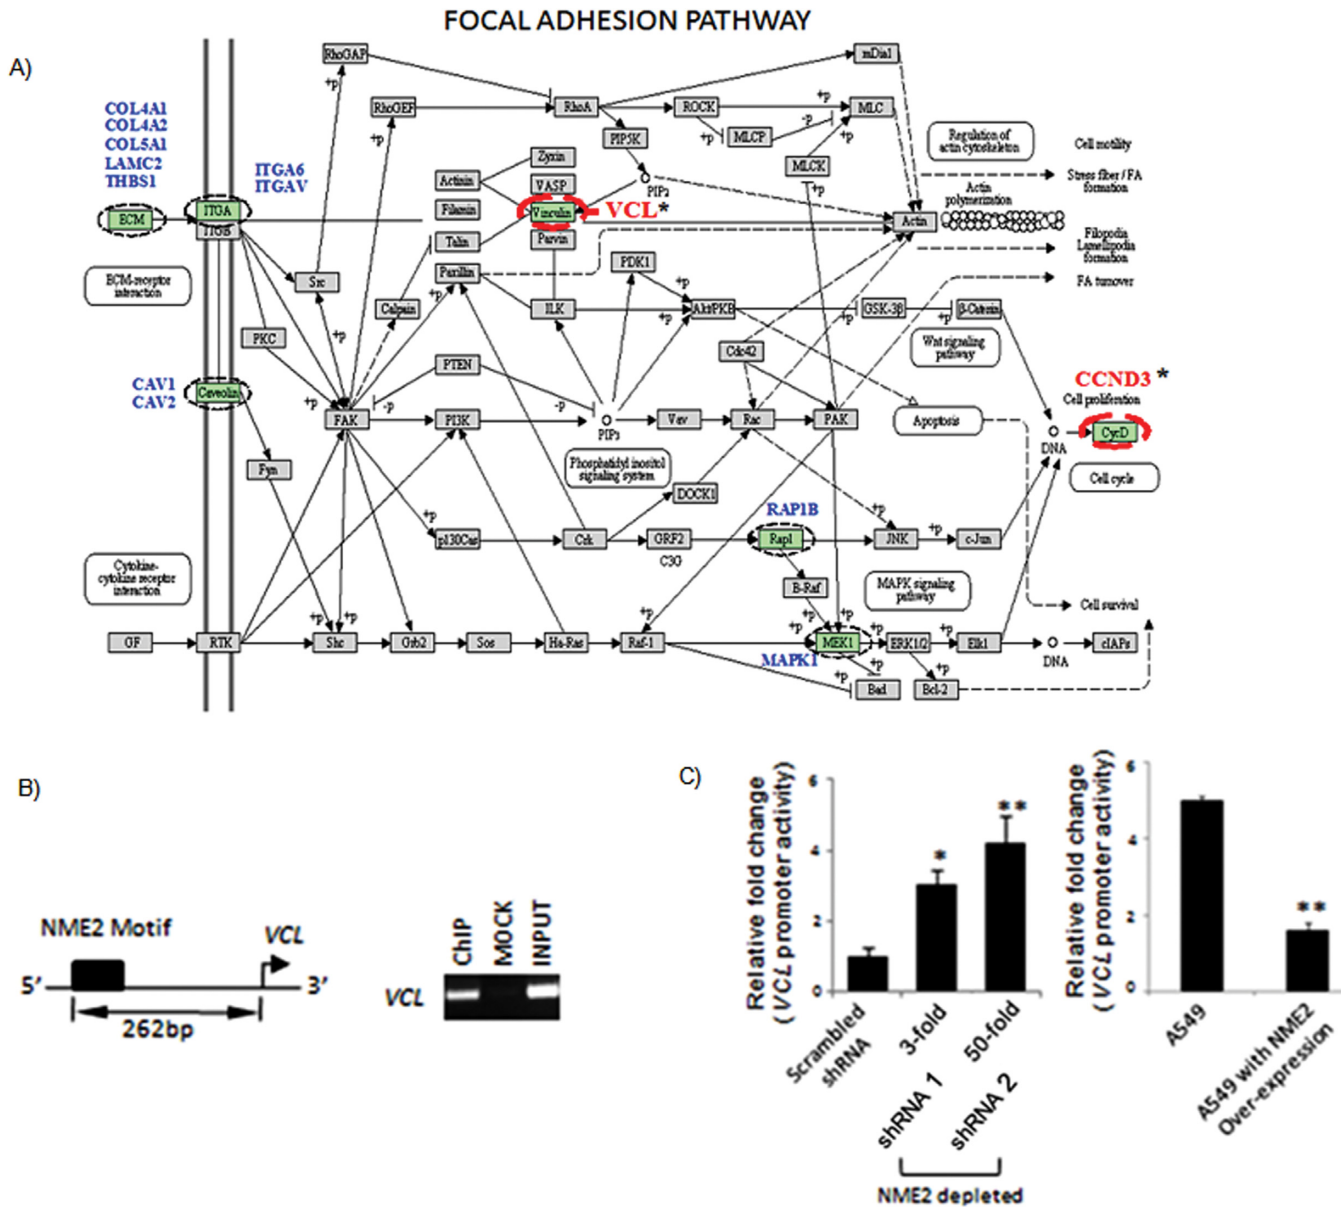 FOCAL ADHESION PATHWAY
A)
RhoGAP
mDia1
+p
COL4A1
COL4A2
COL5A1
LAMC2
THBS1
ITGA6
ITGAV
RhoGEF
RhoA
ROCK
+p
MLC
+p
PIP5K
+p
MLCP
-p
+p
MLCK
+p
Regulation of
actin cytoskeleton
Cell motility
Stress fiber / FA
formation
Zyxin
Actinin
VASP
PIP2
Actin
polymerization
ECM
ITGA
ITGB
Filamin
Vinculin
VCL*
Actin
Talin
Parvin
Filopodia
Lamellipodia
formation
ECM-receptor
interaction
Src
Paxillin
+p
PDK1
FA turnover
Calpain
ILK
+p
+p
Akt/PKB
+p
GSK-3β
+p
β-Catenin
PKC
+p
Cdc42
Wnt signaling
pathway
PTEN
CAV1
CAV2
Caveolin
CCND3 *
Cell proliferation
+p
-p
-p
FAK
PI3K
PIP3
Vav
Rac
PAK
Apoptosis
DNA
CycD
Fyn
Phosphatidyl inositol
signaling system
DOCK1
Cell cycle
RAP1B
+p
p130Cas
Crk
GRF2
C3G
Rap1
JNK
+p
c-Jun
Cytokine-
cytokine receptor
interaction
B-Raf
MAPK signaling
pathway
Cell survival
+p
+p
+p
+p
+p
+p
+p
+p
GF
RTK
Shc
Grb2
Sos
Ha-Ras
Raf-1
MEK1
ERK1/2
Elk1
DNA
cIAPs
MAPK1
+p
+p
+p
Bad
Bcl-2
B)
NME2 Motif
VCL
5’
3’
262bp
ChIP
MOCK
INPUT
VCL
C)
Relative fold change
( VCL promoter activity)
6
4
2
0
*
**
Scrambled
shRNA
3-fold
50-fold
shRNA 1
shRNA 2
NME2 depleted
Relative fold change
( VCL promoter activity)
6
4
2
0
**
A549
A549 with NME2
Over-expression